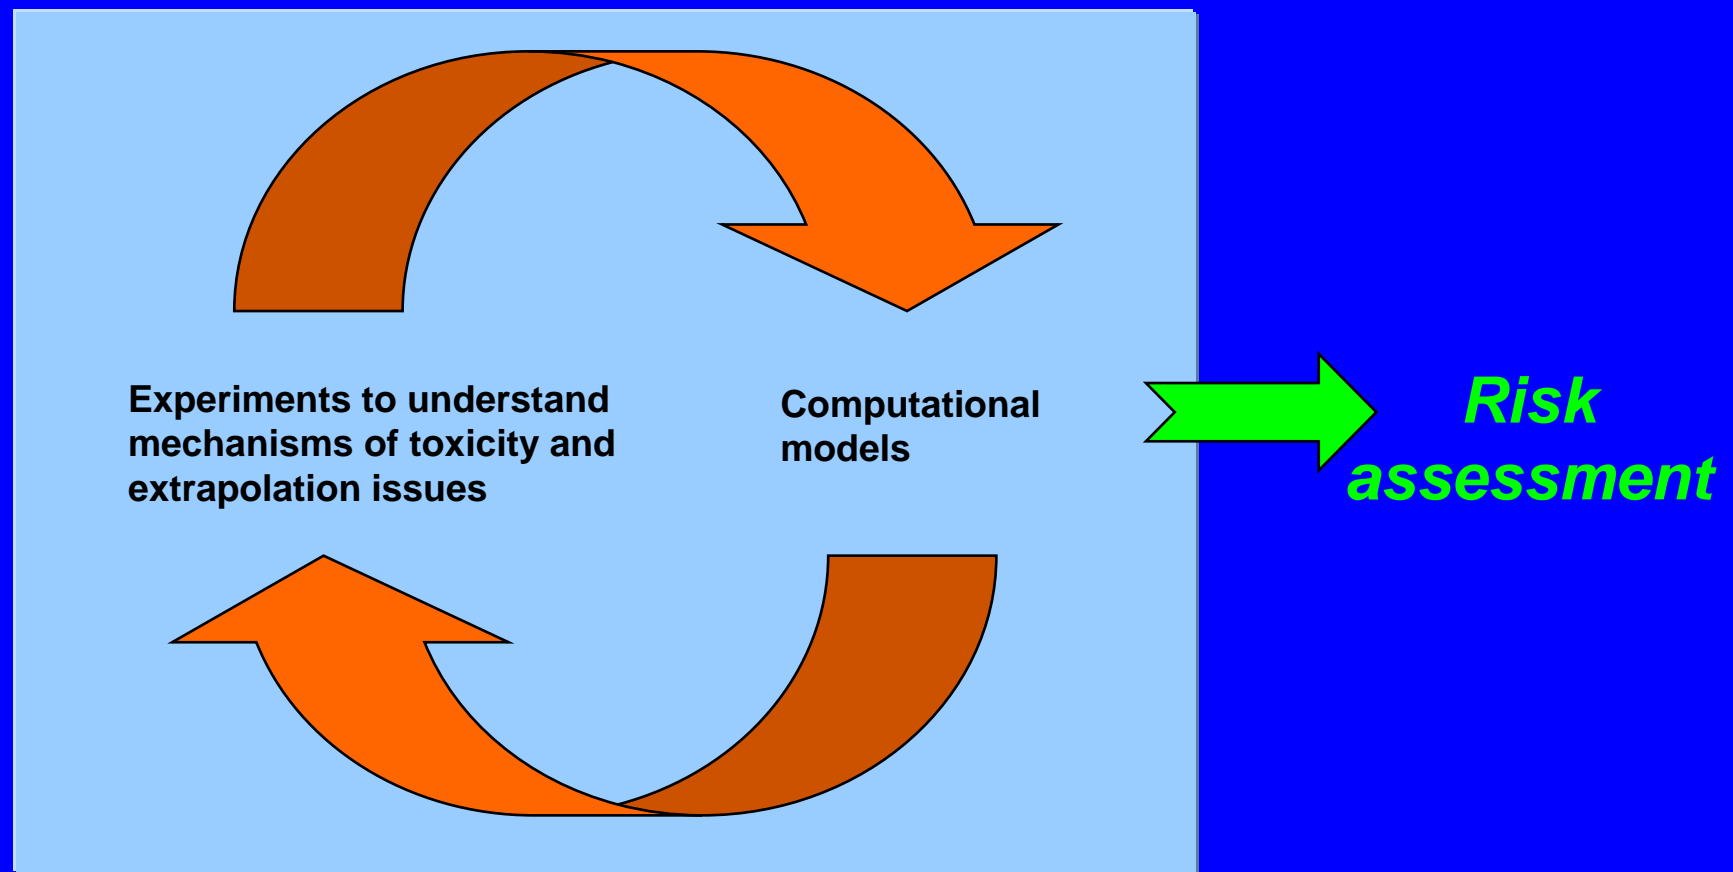 Experiments to understand
mechanisms of toxicity and
extrapolation issues
Computational
models
Risk
assessment